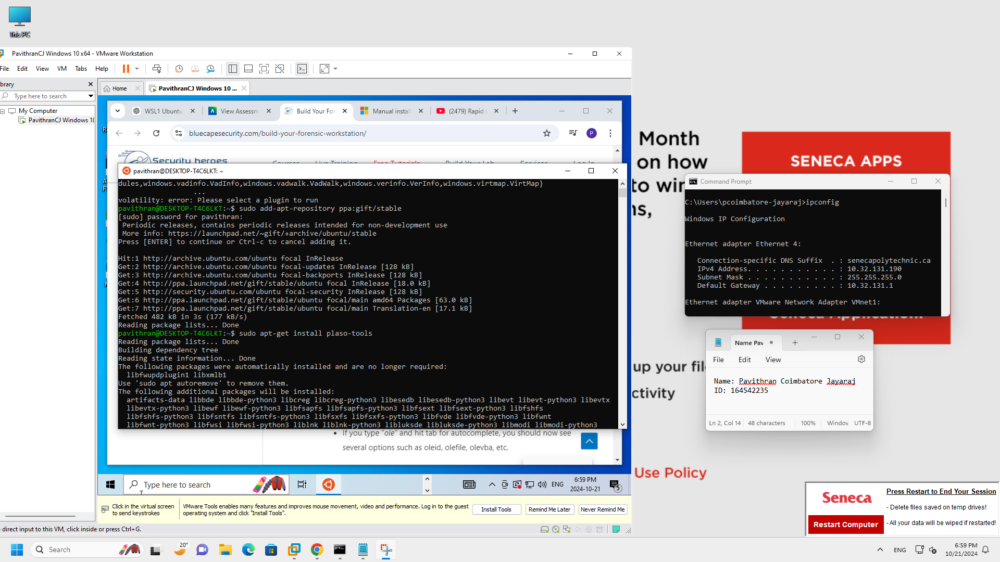 This PC
PavithranCJ Windows 10 x64 - VMware Workstation
File Edit View VM Tabs Help
brary
Type here to search
My Computer
PavithranCJ Windows 10
Home
PavithranCJ Windows 10 ...
WSL1 Ubuntu
View Assessm
Build Your For
Manual install
(2479) Rapid
bluecapesecurity.com/build-your-forensic-workstation/
P
Security heroes
Courses Live Training Free Tutorials Build Your Lab Services Log In
pavithran@DESKTOP-T4C6LKT: ~
dules,windows.vadinfo.VadInfo,windows.vadwalk.VadWalk,windows.verinfo.VerInfo,windows.virtmap.VirtMap}
...
volatility: error: Please select a plugin to run
pavithran@DESKTOP-T4C6LKT:~$ sudo add-apt-repository ppa:gift/stable
[sudo] password for pavithran:
Periodic releases, contains periodic releases intended for non-development use
More info: https://launchpad.net/~gift/+archive/ubuntu/stable
Press [ENTER] to continue or Ctrl-c to cancel adding it.
Hit:1 http://archive.ubuntu.com/ubuntu focal InRelease
Get:2 http://archive.ubuntu.com/ubuntu focal-updates InRelease [128 kB]
Get:3 http://archive.ubuntu.com/ubuntu focal-backports InRelease [128 kB]
Get:4 http://ppa.launchpad.net/gift/stable/ubuntu focal InRelease [18.0 kB]
Get:5 http://security.ubuntu.com/ubuntu focal-security InRelease [128 kB]
Get:6 http://ppa.launchpad.net/gift/stable/ubuntu focal/main amd64 Packages [63.0 kB]
Get:7 http://ppa.launchpad.net/gift/stable/ubuntu focal/main Translation-en [17.1 kB]
Fetched 482 kB in 3s (177 kB/s)
Reading package lists... Done
pavithran@DESKTOP-T4C6LKT:~$ sudo apt-get install plaso-tools
Reading package lists... Done
Building dependency tree
Reading state information... Done
The following packages were automatically installed and are no longer required:
libfwupdplugin1 libxmlb1
Use 'sudo apt autoremove' to remove them.
The following additional packages will be installed:
artifacts-data libbde libbde-python3 libcreg libcreg-python3 libesedb libesedb-python3 libevt libevt-python3 libevtx
libevtx-python3 libewf libewf-python3 libfsapfs libfsapfs-python3 libfsext libfsext-python3 libfshfs
libfshfs-python3 libfsntfs libfsntfs-python3 libfsxfs libfsxfs-python3 libfvde libfvde-python3 libfwnt
libfwnt-python3 libfwsi libfwsi-python3 liblnk liblnk-python3 libluksde libluksde-python3 libmodi libmodi-python3
• If you type "ole" and hit tab for autocomplete, you should now see
several options such as oleid, olefile, olevba, etc.
Type here to search
ENG
6:59 PM
2024-10-21
5
Click in the virtual screen
to send keystrokes
VMware Tools enables many features and improves mouse movement, video and performance. Log in to the guest
operating system and click "Install Tools".
Install Tools
Remind Me Later
Never Remind Me
direct input to this VM, click inside or press Ctrl+G.
Month
on how
to win
ns,
SENECA APPS
Command Prompt
C:\Users\pcoimbatore-jayaraj>ipconfig
Windows IP Configuration
Ethernet adapter Ethernet 4:
Connection-specific DNS Suffix . : senecapolytechnic.ca
IPv4 Address. . . . . . . . . . . : 10.32.131.190
Subnet Mask . . . . . . . . . . . : 255.255.255.0
Default Gateway . . . . . . . . . : 10.32.131.1
Ethernet adapter VMware Network Adapter VMnet1:
Seneca Application.
Name Pav
File Edit View
Name: Pavithran Coimbatore Jayaraj
ID: 164542235
Ln 2, Col 14
48 characters
100%
Window
UTF-8
up your fil
ctivity
Use Policy
Seneca
Restart Computer
Press Restart to End Your Session
- Delete files saved on temp drives!
- All your data will be wiped if restarted!
Search
20°
ENG
6:59 PM
10/21/2024